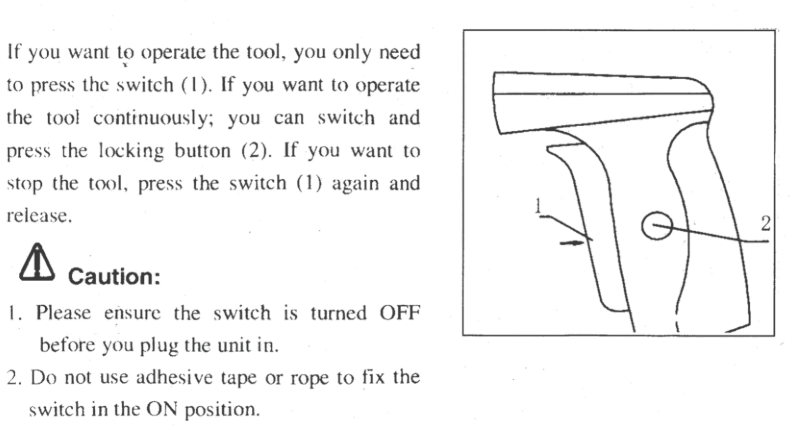 If you want to operate the tool, you only need
to press the switch (1). If you want to operate
the tool continuously; you can switch and
press the locking button (2). If you want to
stop the tool, press the switch (1) again and
release.
Caution:
1. Please ensure the switch is turned OFF
before you plug the unit in.
2. Do not use adhesive tape or rope to fix the
switch in the ON position.
1
2